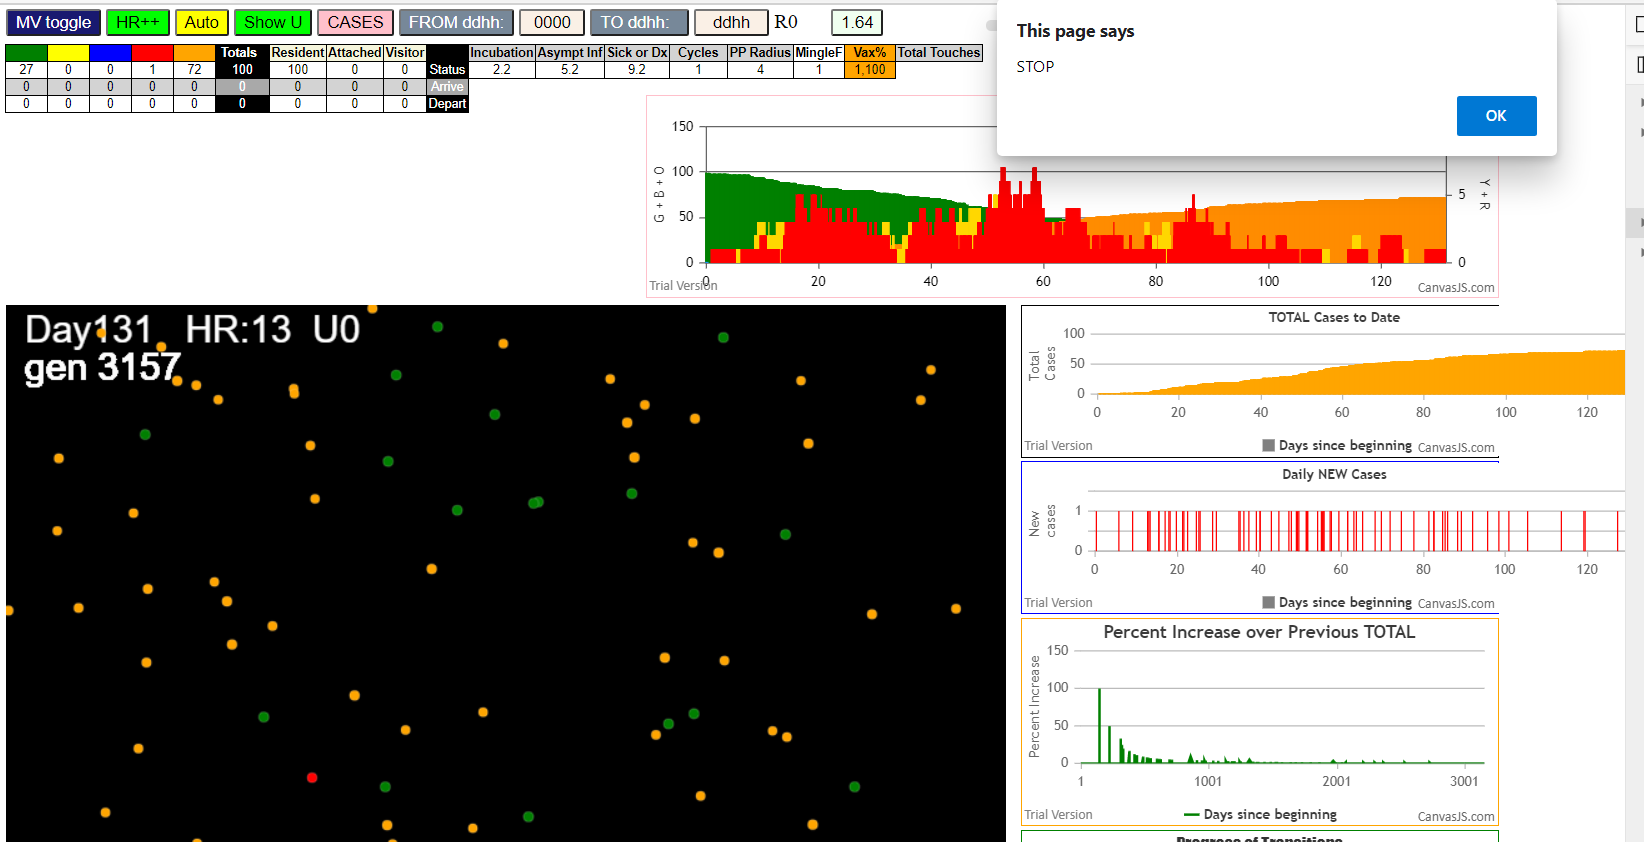 MV toggle HR++ Auto Show U CASES FROM ddhh: 0000 TO ddhh: ddhh R0 1.64
This page says
STOP
OK
Totals Resident Attached Visitor Incubation Asympt Inf Sick or Dx Cycles PP Radius MingleF Vax% Total Touches
27 0 0 1 72 100 100 0 0 Status 2.2 5.2 9.2 1 4 1 1,100
0 0 0 0 0 0 0 0 0 Arrive
0 0 0 0 0 0 0 0 0 Depart
150
100
50
0
G + B + O
5
0
Y + R
0 20 40 60 80 100 120
Trial Version CanvasJS.com
Day131 HR:13 U0
gen 3157
TOTAL Cases to Date
Total
Cases
100
50
0
0 20 40 60 80 100 120
Days since beginning
Trial Version CanvasJS.com
Daily NEW Cases
New
cases
1
0
0 20 40 60 80 100 120
Days since beginning
Trial Version CanvasJS.com
Percent Increase over Previous TOTAL
Percent Increase
150
100
50
0
1 1001 2001 3001
Days since beginning
Trial Version CanvasJS.com
Progress of Transitions